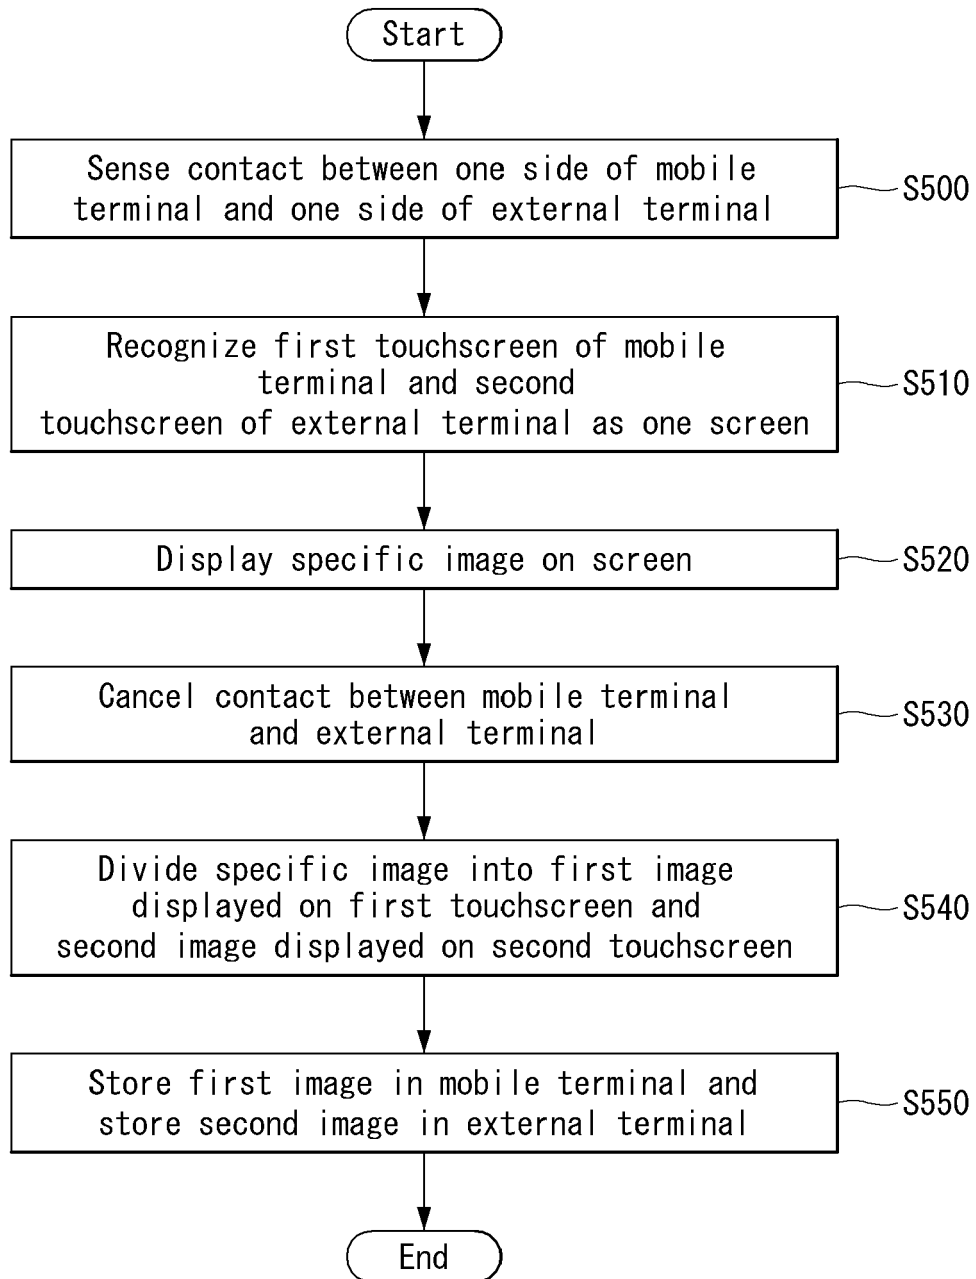 Start
Sense contact between one side of mobile
terminal and one side of external terminal
S500
Recognize first touchscreen of mobile
terminal and second
touchscreen of external terminal as one screen
S510
Display specific image on screen
S520
Cancel contact between mobile terminal
and external terminal
S530
Divide specific image into first image
displayed on first touchscreen and
second image displayed on second touchscreen
S540
Store first image in mobile terminal and
store second image in external terminal
S550
End